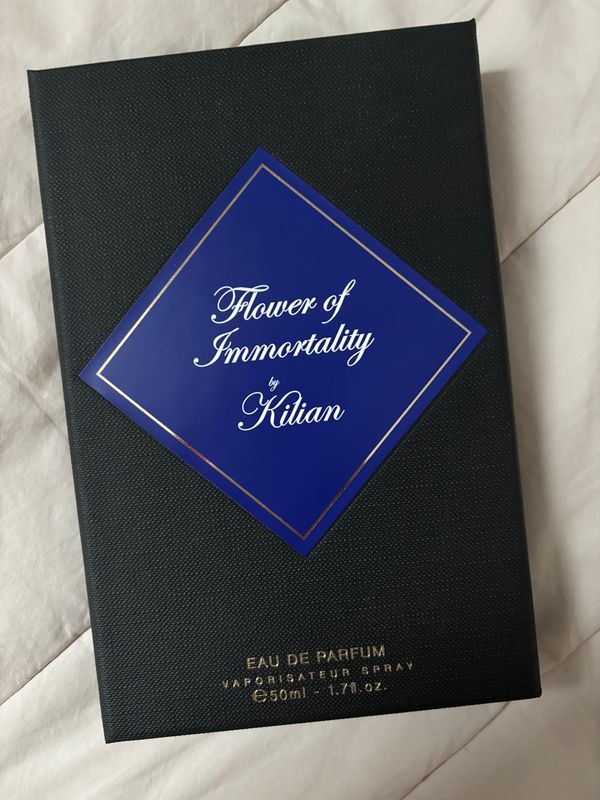 Flower of
Immortality
by
Kilian
EAU DE PARFUM
VAPORISATEUR SPRAY
℮50ml - 1.7fl.oz.